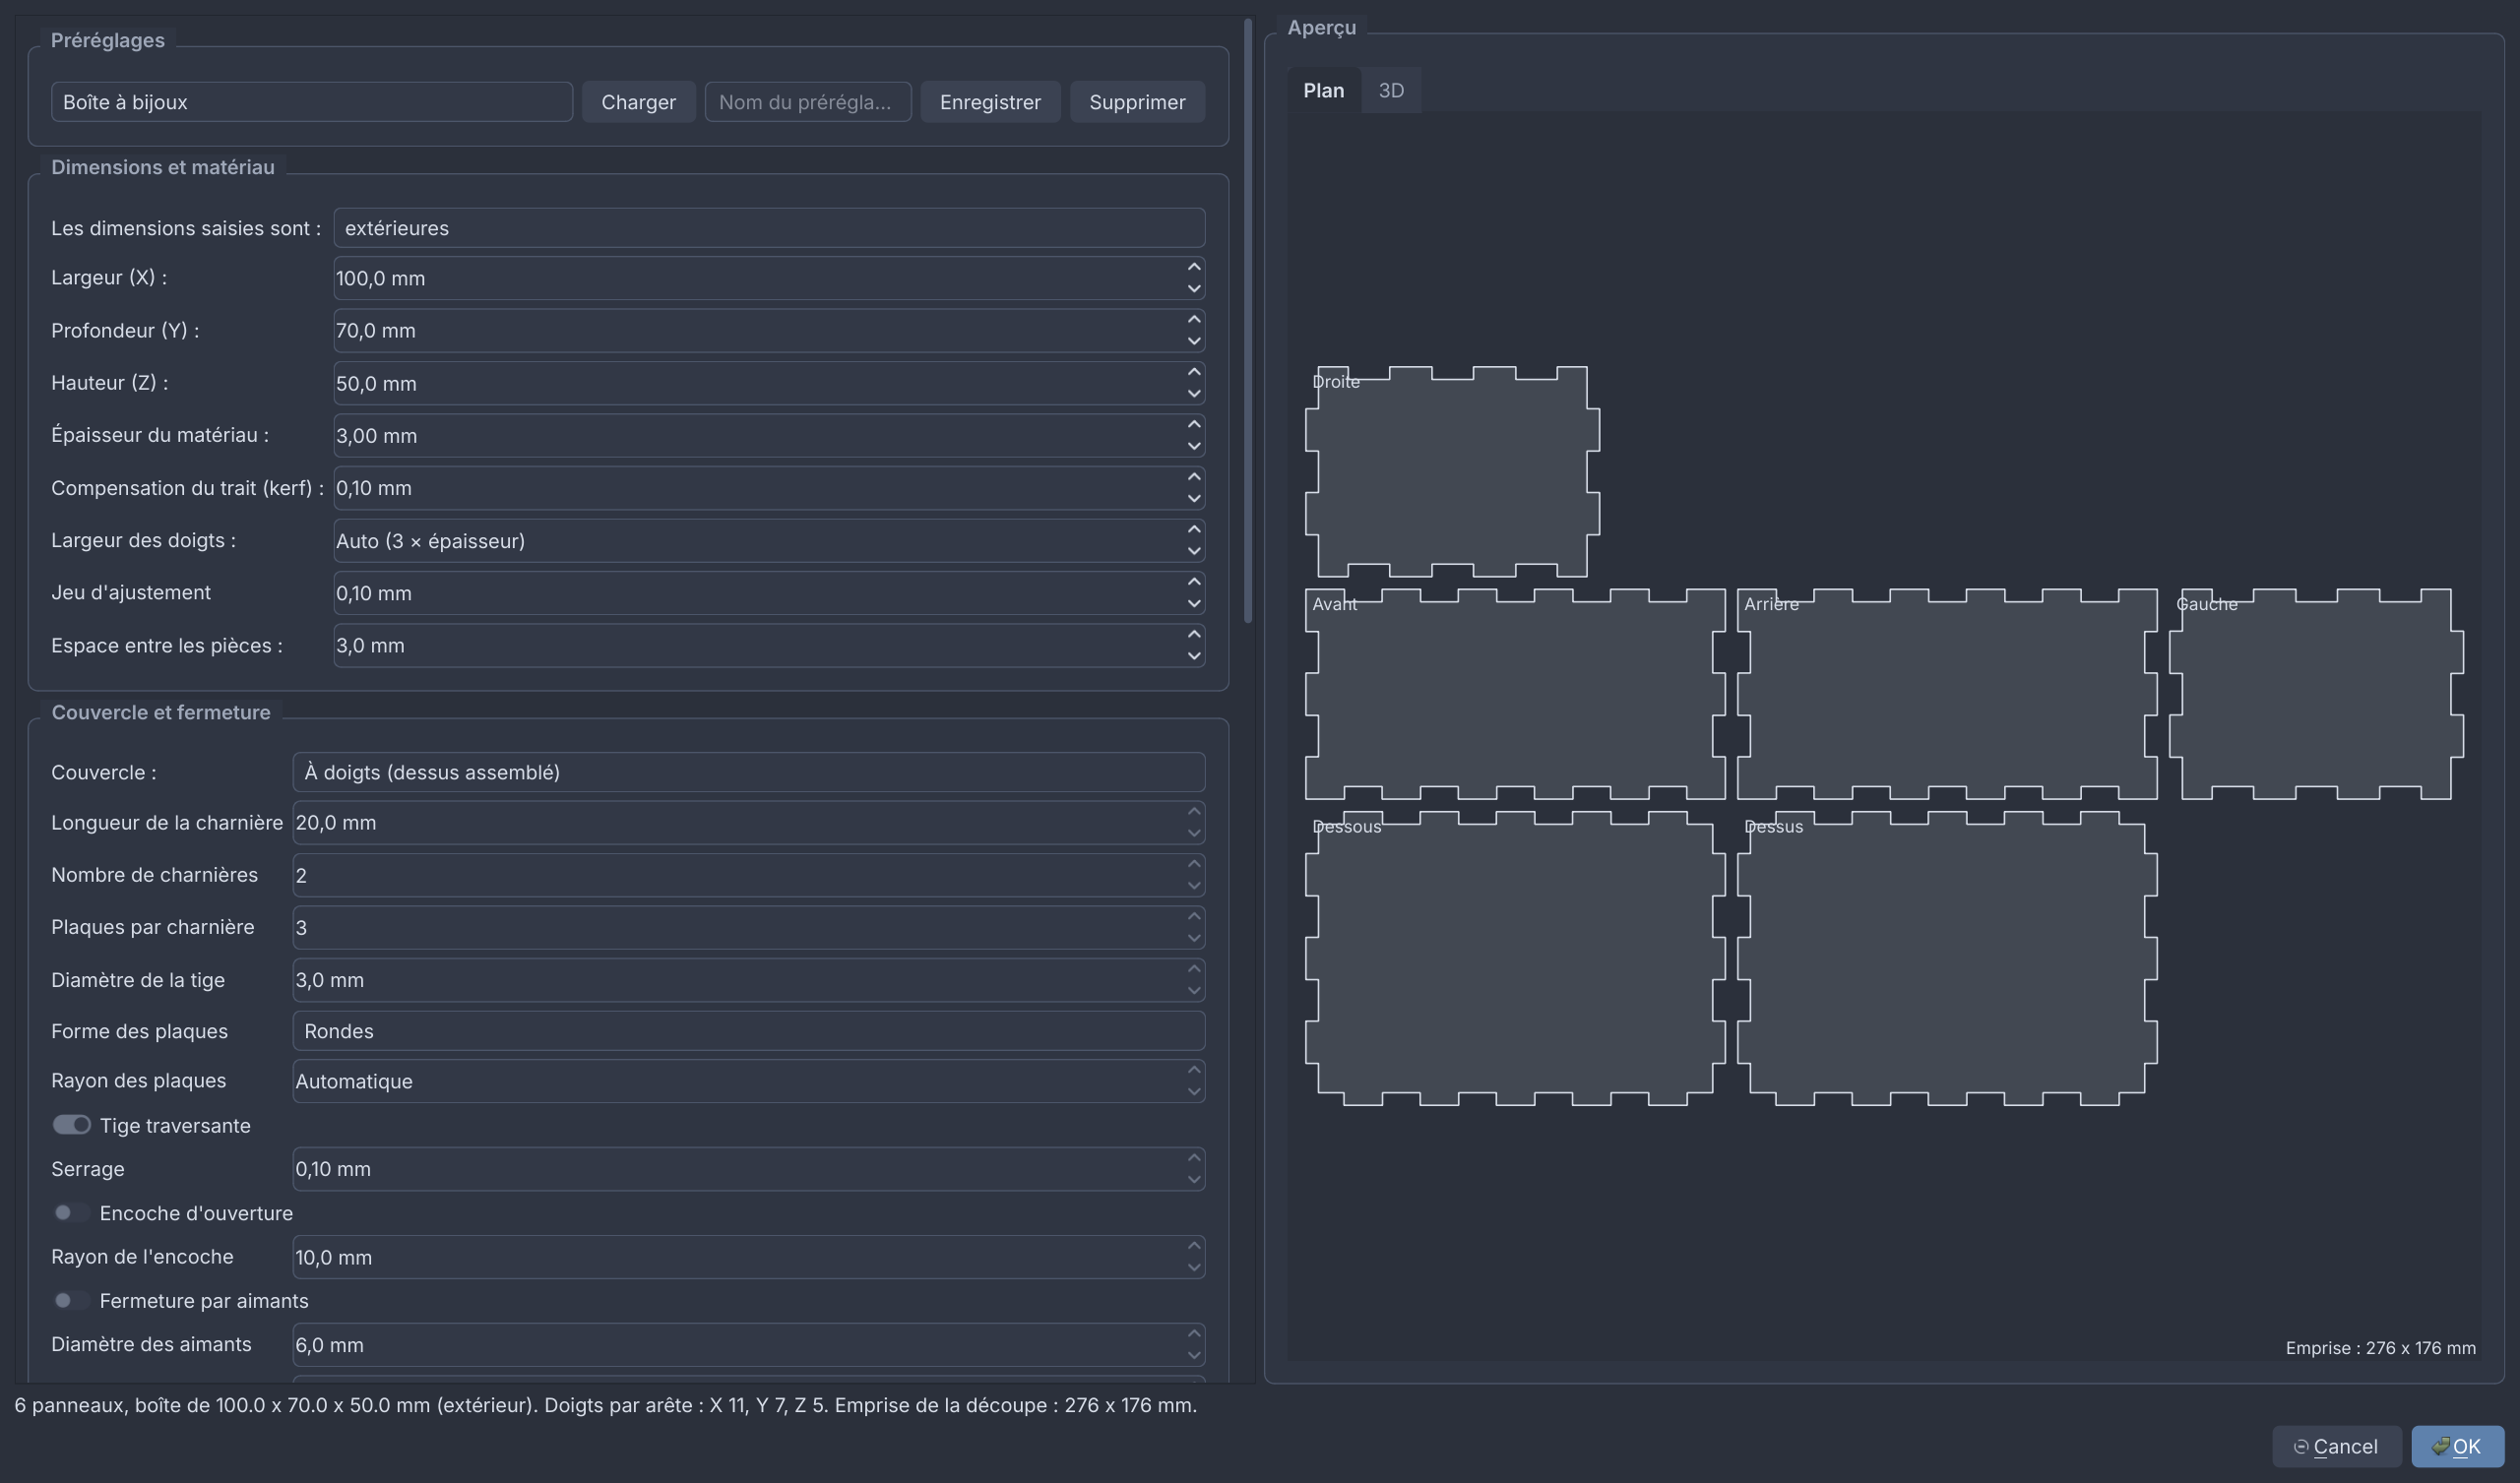 Préréglages
Boîte à bijoux
Charger
Nom du prérégla...
Enregistrer
Supprimer
Dimensions et matériau
Les dimensions saisies sont : extérieures
Largeur (X) : 100,0 mm
Profondeur (Y) : 70,0 mm
Hauteur (Z) : 50,0 mm
Épaisseur du matériau : 3,00 mm
Compensation du trait (kerf) : 0,10 mm
Largeur des doigts : Auto (3 × épaisseur)
Jeu d'ajustement 0,10 mm
Espace entre les pièces : 3,0 mm
Couvercle et fermeture
Couvercle : À doigts (dessus assemblé)
Longueur de la charnière 20,0 mm
Nombre de charnières 2
Plaques par charnière 3
Diamètre de la tige 3,0 mm
Forme des plaques Rondes
Rayon des plaques Automatique
Tige traversante
Serrage 0,10 mm
Encoche d'ouverture
Rayon de l'encoche 10,0 mm
Fermeture par aimants
Diamètre des aimants 6,0 mm
Aperçu
Plan
3D
Droite
Avant
Arrière
Gauche
Dessous
Dessus
Emprise : 276 x 176 mm
6 panneaux, boîte de 100.0 x 70.0 x 50.0 mm (extérieur). Doigts par arête : X 11, Y 7, Z 5. Emprise de la découpe : 276 x 176 mm.
Cancel
OK